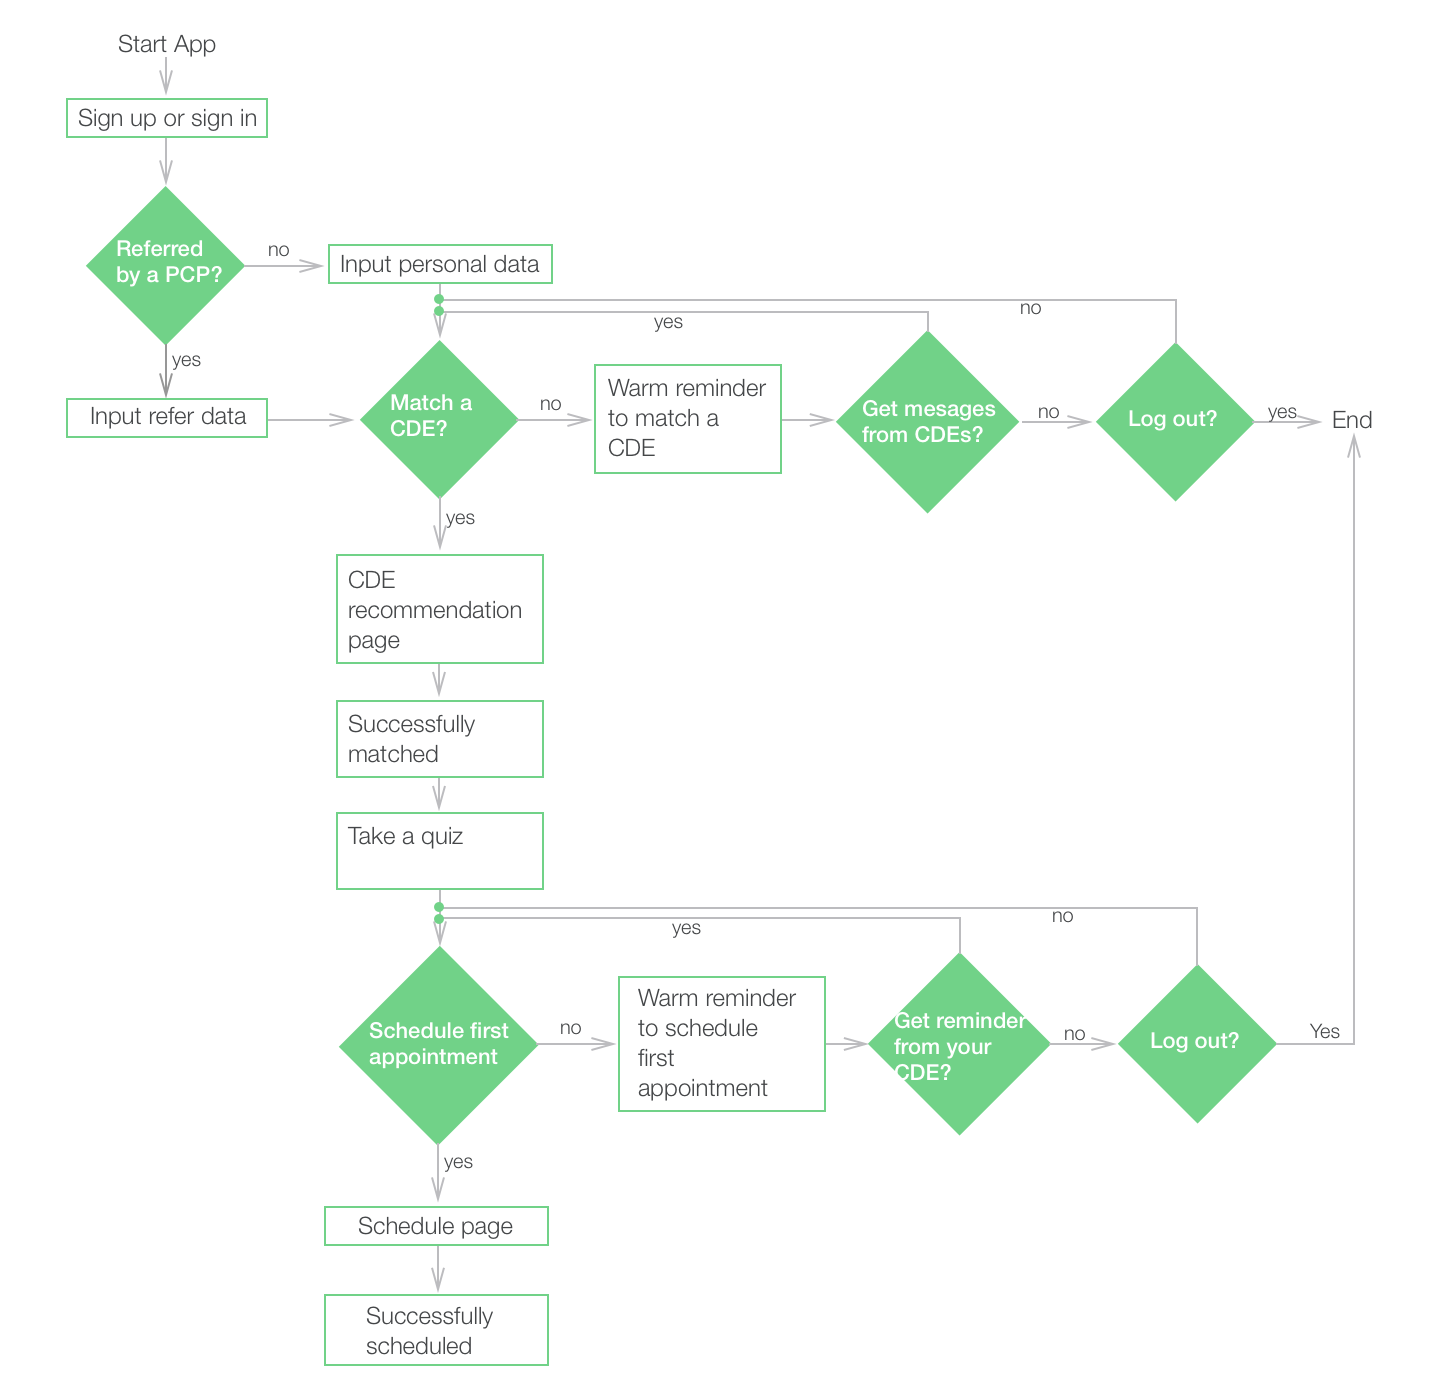 Start App
Sign up or sign in
Referred
by a PCP?
no
Input personal data
yes
Input refer data
no
yes
Match a
CDE?
no
Warm reminder
to match a
CDE
Get mesages
from CDEs?
no
Log out?
yes
End
yes
CDE
recommendation
page
Successfully
matched
Take a quiz
no
yes
Schedule first
appointment
no
Warm reminder
to schedule
first
appointment
Get reminder
from your
CDE?
no
Log out?
Yes
yes
Schedule page
Successfully
scheduled